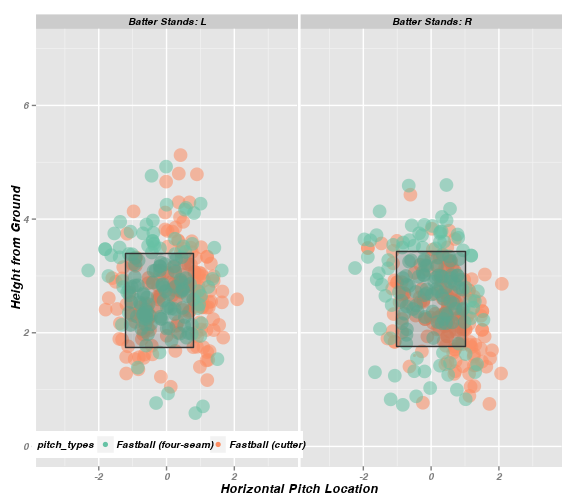 Batter Stands: L
Batter Stands: R
Height from Ground
6
4
2
0
pitch_types Fastball (four-seam) Fastball (cutter)
-2 0 2 -2 0 2
Horizontal Pitch Location